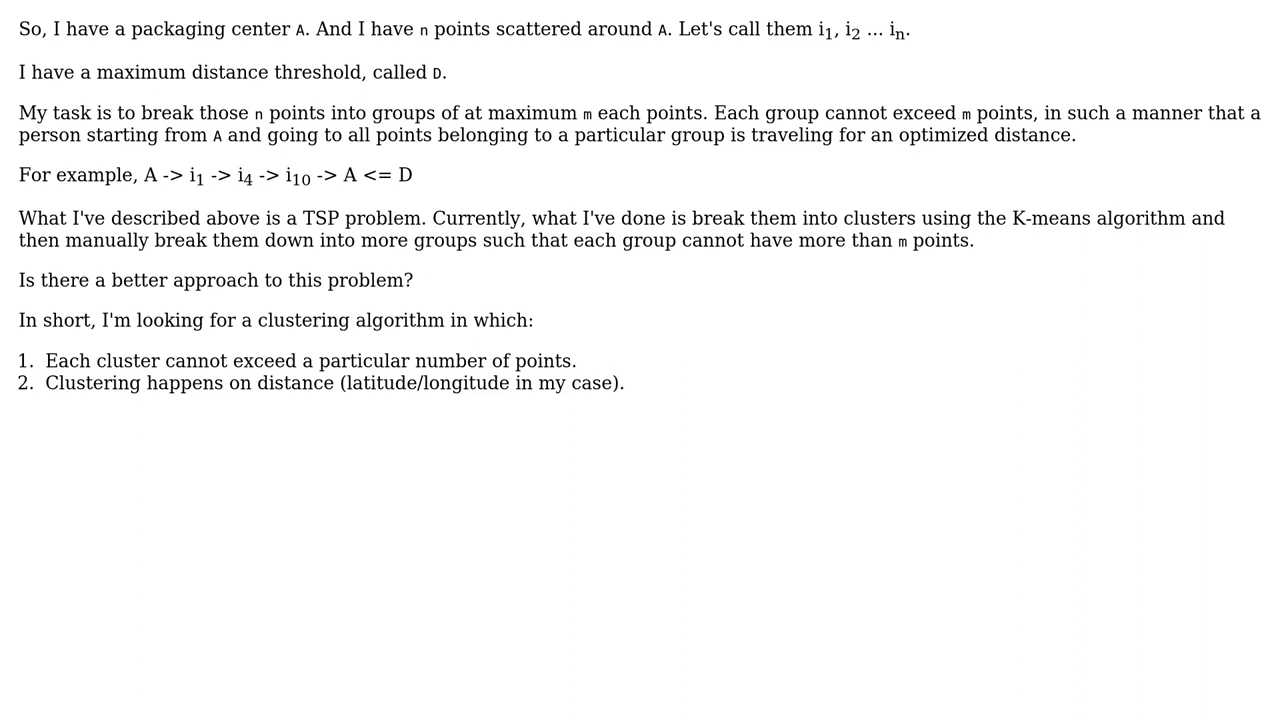 So, I have a packaging center A. And I have n points scattered around A. Let's call them i1, i2 ... in.
I have a maximum distance threshold, called D.
My task is to break those n points into groups of at maximum m each points. Each group cannot exceed m points, in such a manner that a
person starting from A and going to all points belonging to a particular group is traveling for an optimized distance.
For example, A -> i1 -> i4 -> i10 -> A <= D
What I've described above is a TSP problem. Currently, what I've done is break them into clusters using the K-means algorithm and
then manually break them down into more groups such that each group cannot have more than m points.
Is there a better approach to this problem?
In short, I'm looking for a clustering algorithm in which:
1. Each cluster cannot exceed a particular number of points.
2. Clustering happens on distance (latitude/longitude in my case).